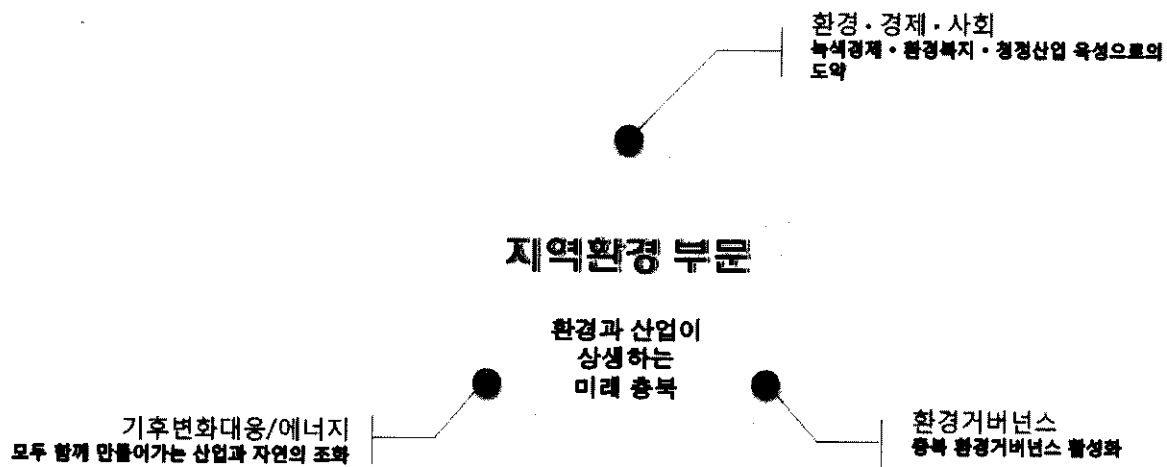 환경·경제·사회
녹색경제·환경복지·청정산업 육성으로의
도약
지역환경 부문
환경과 산업이
상생하는
미래 충북
기후변화대응/에너지
모두 함께 만들어가는 산업과 자연의 조화
환경거버넌스
충북 환경거버넌스 활성화